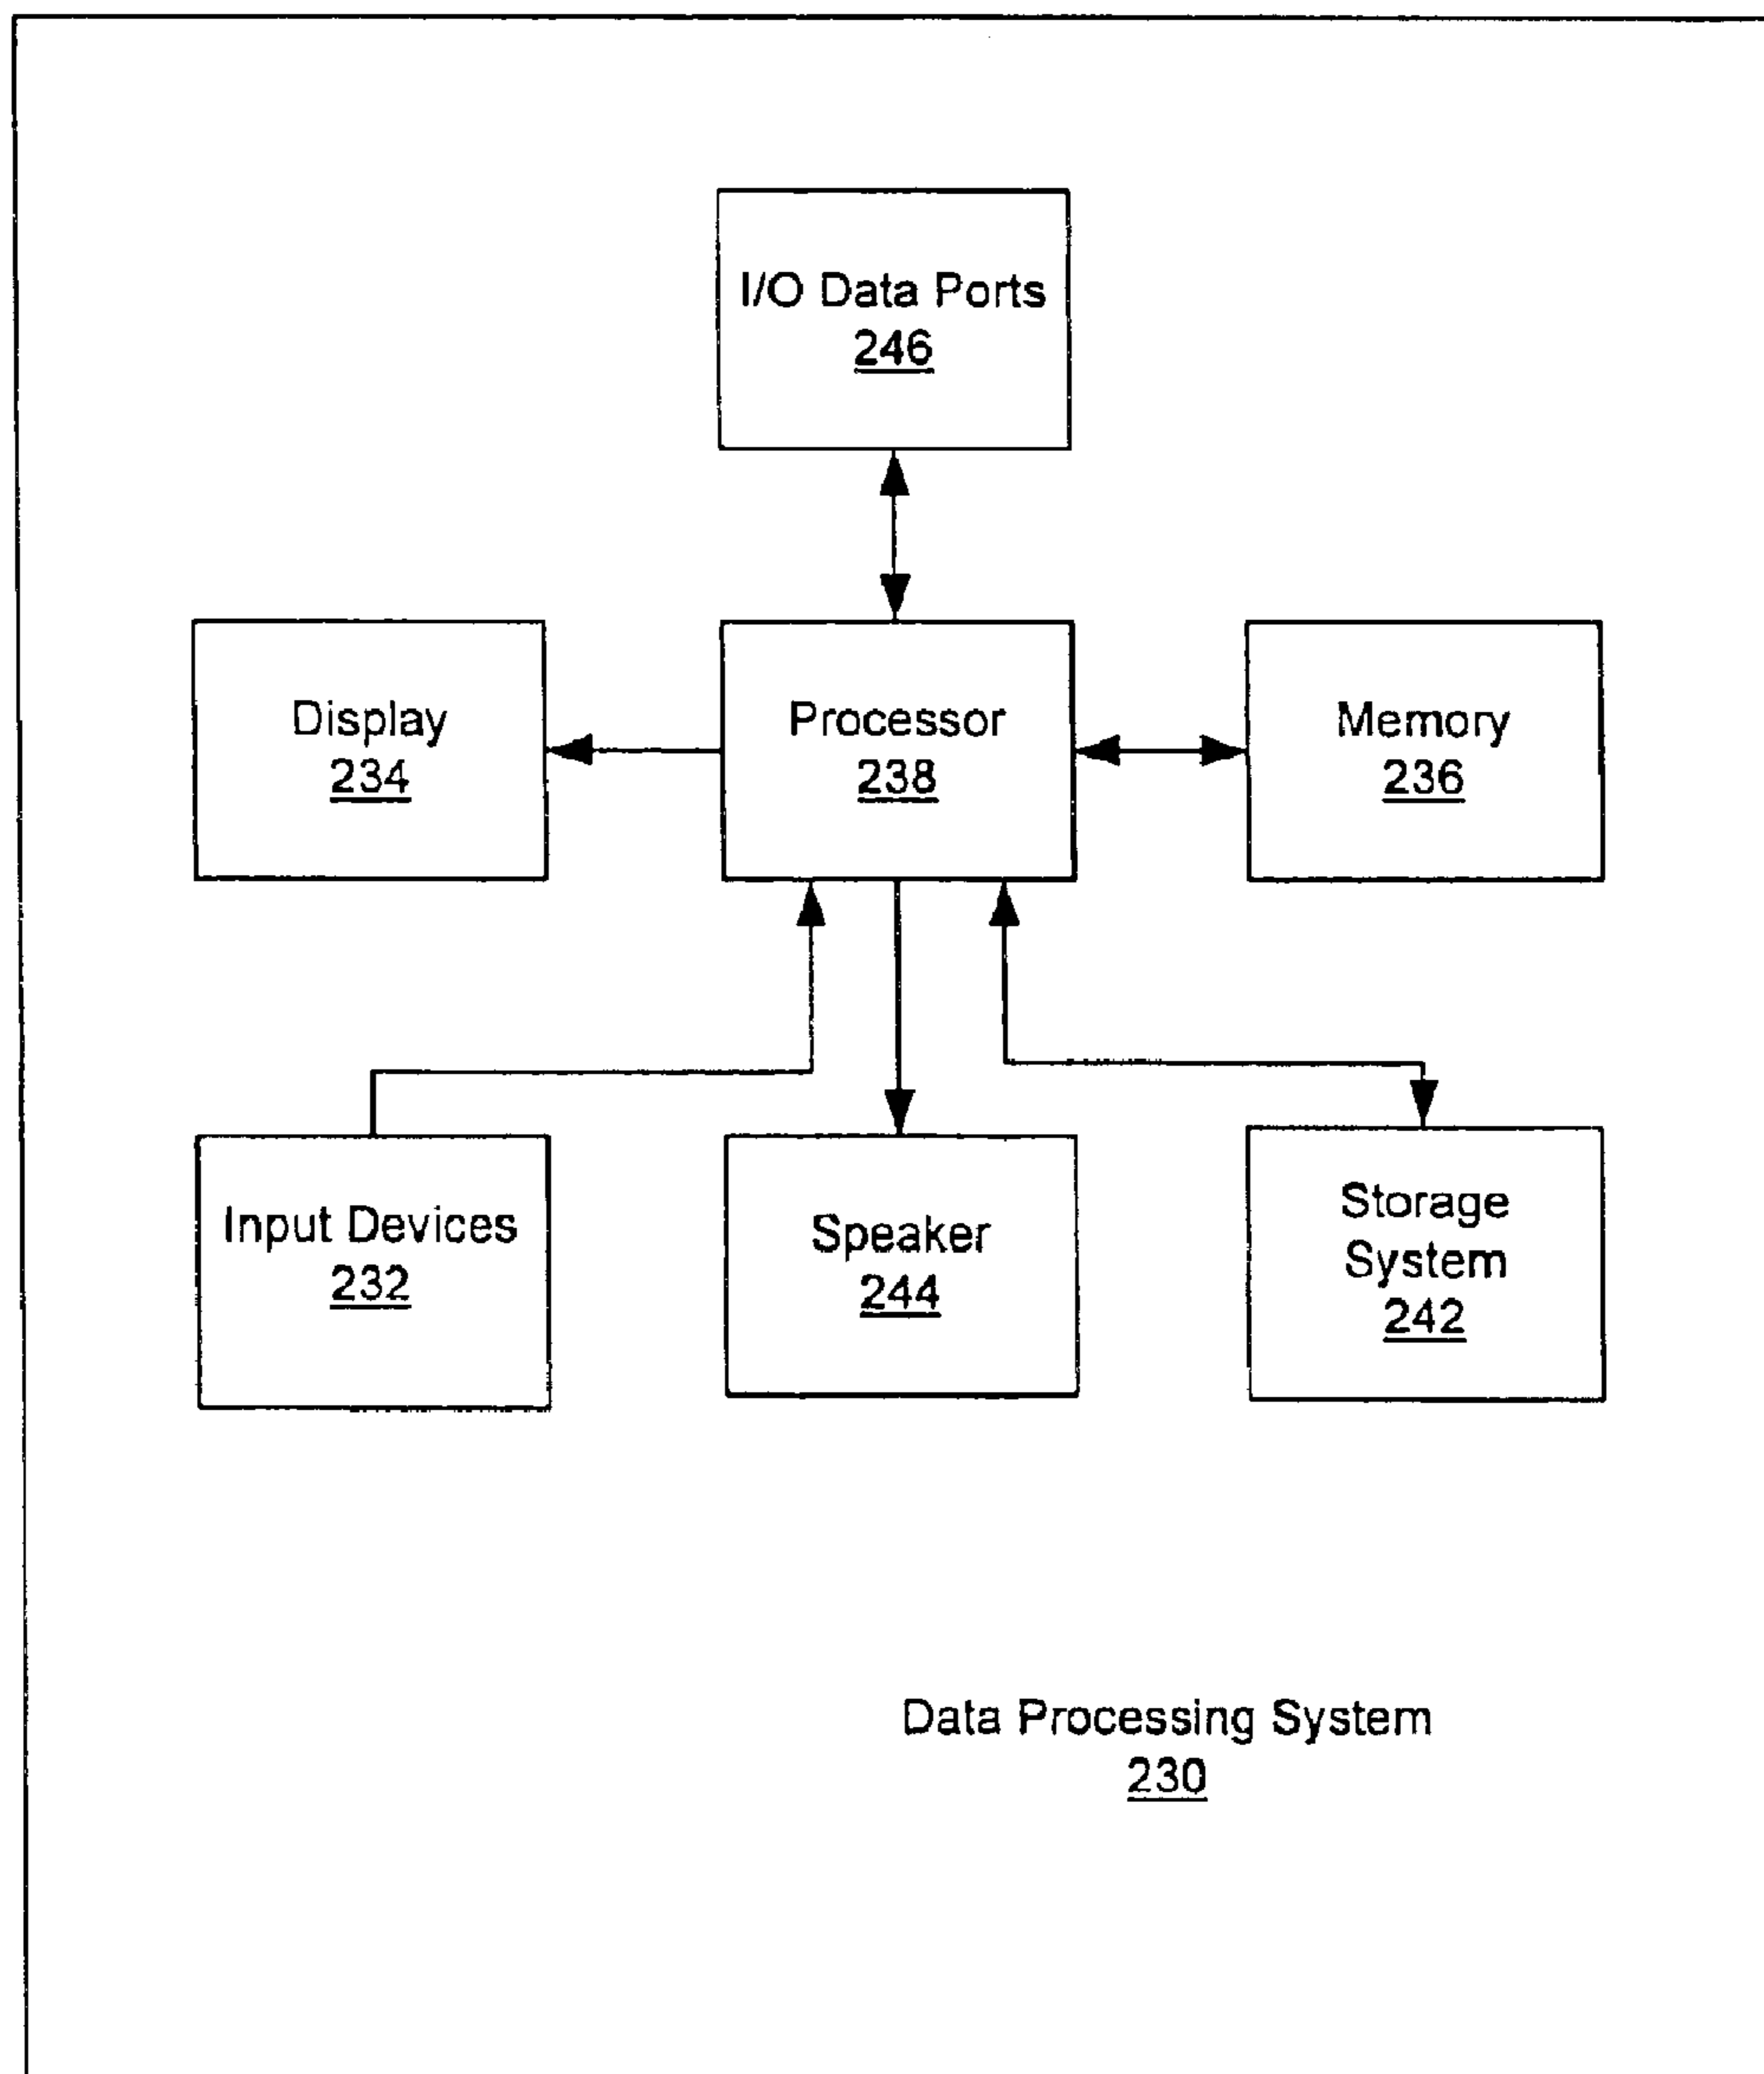 I/O Data Ports
246
Display
234
Processor
238
Memory
236
Input Devices
232
Speaker
244
Storage
System
242
Data Processing System
230